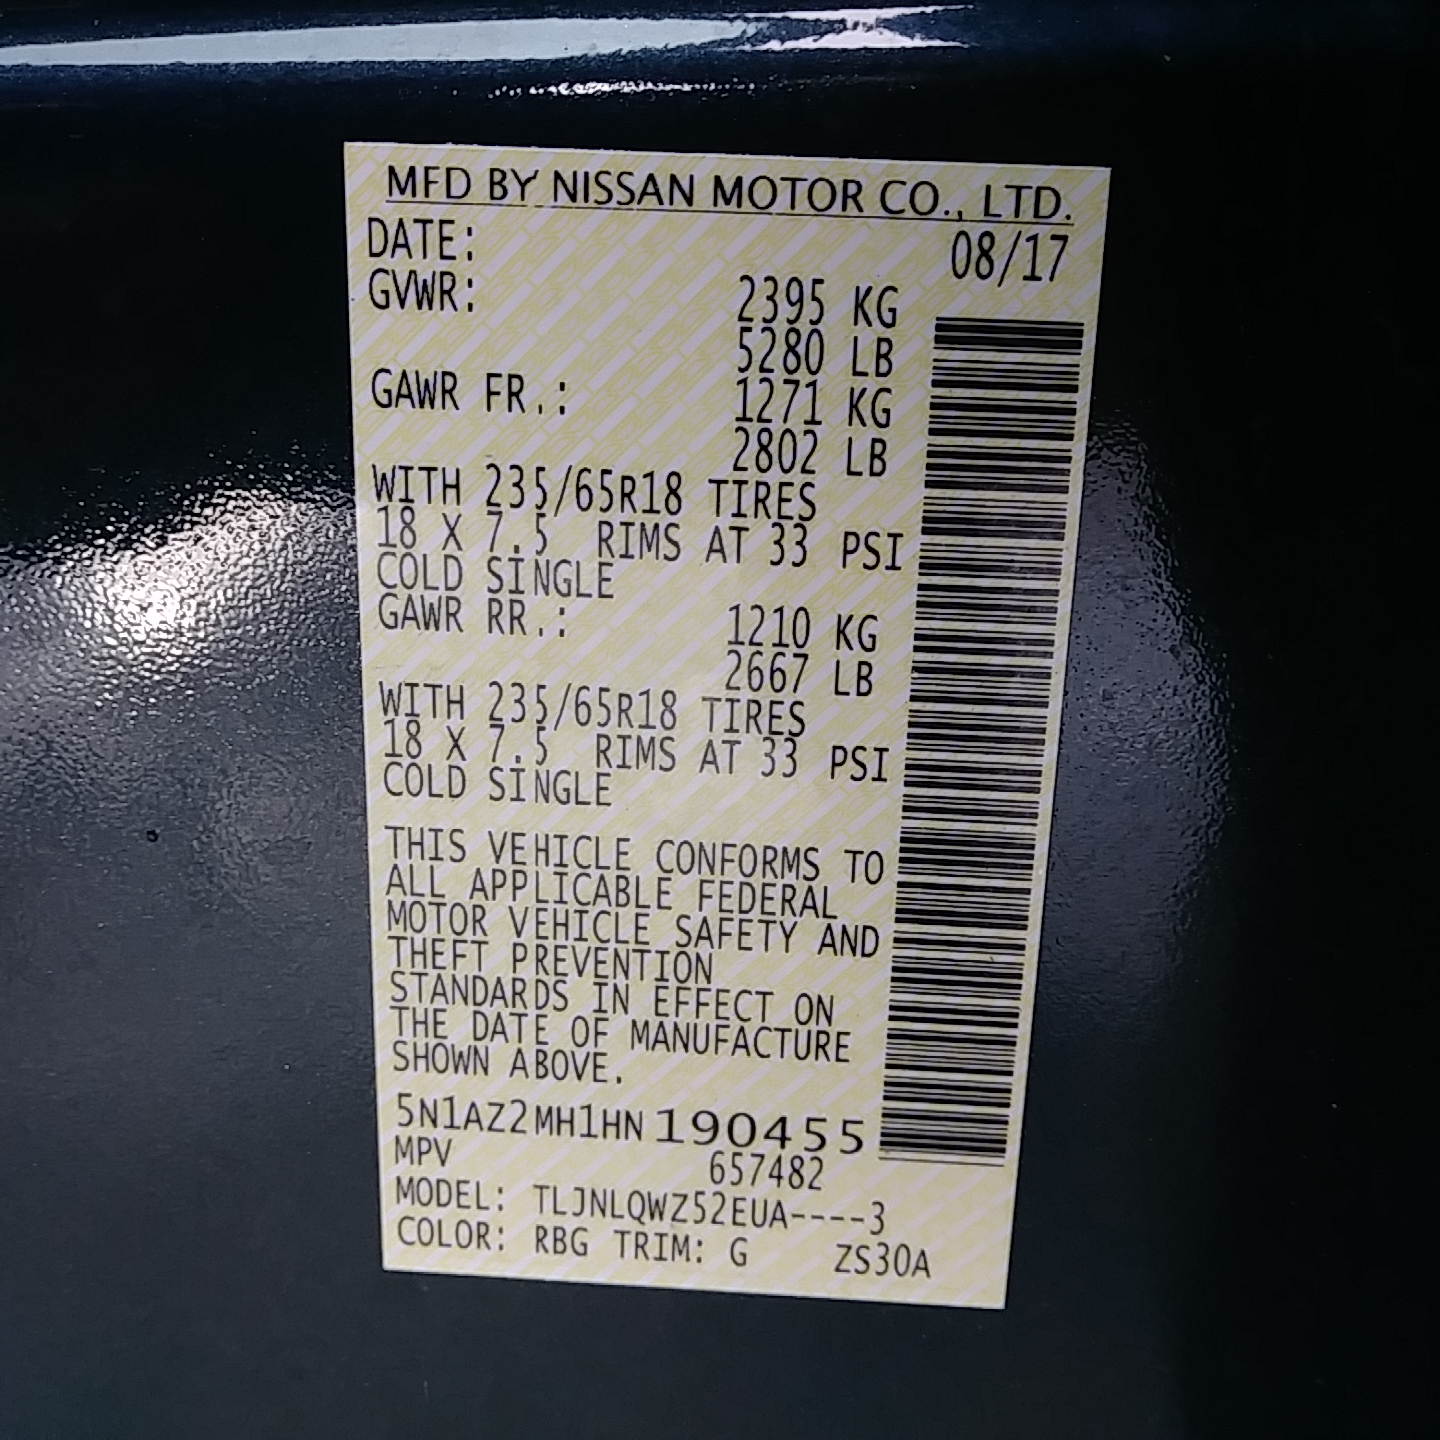 MFD BY NISSAN MOTOR CO., LTD.
DATE: 08/17
GVWR: 2395 KG
5280 LB
GAWR FR.: 1271 KG
2802 LB
WITH 235/65R18 TIRES
18 X 7.5 RIMS AT 33 PSI
COLD SINGLE
GAWR RR.: 1210 KG
2667 LB
WITH 235/65R18 TIRES
18 X 7.5 RIMS AT 33 PSI
COLD SINGLE
THIS VEHICLE CONFORMS TO
ALL APPLICABLE FEDERAL
MOTOR VEHICLE SAFETY AND
THEFT PREVENTION
STANDARDS IN EFFECT ON
THE DATE OF MANUFACTURE
SHOWN ABOVE.
5N1AZ2MH1HN190455
MPV 657482
MODEL: TLJNLQWZ52EUA----3
COLOR: RBG TRIM: G ZS30A